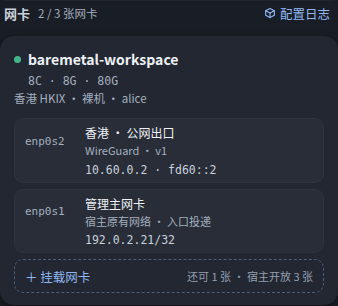 网卡 2 / 3 张网卡 配置日志
baremetal-workspace
8C · 8G · 80G
香港 HKIX · 裸机 · alice
enp0s2 香港 · 公网出口
WireGuard · v1
10.60.0.2 · fd60::2
enp0s1 管理主网卡
宿主原有网络 · 入口投递
192.0.2.21/32
＋ 挂载网卡 还可 1 张 · 宿主开放 3 张